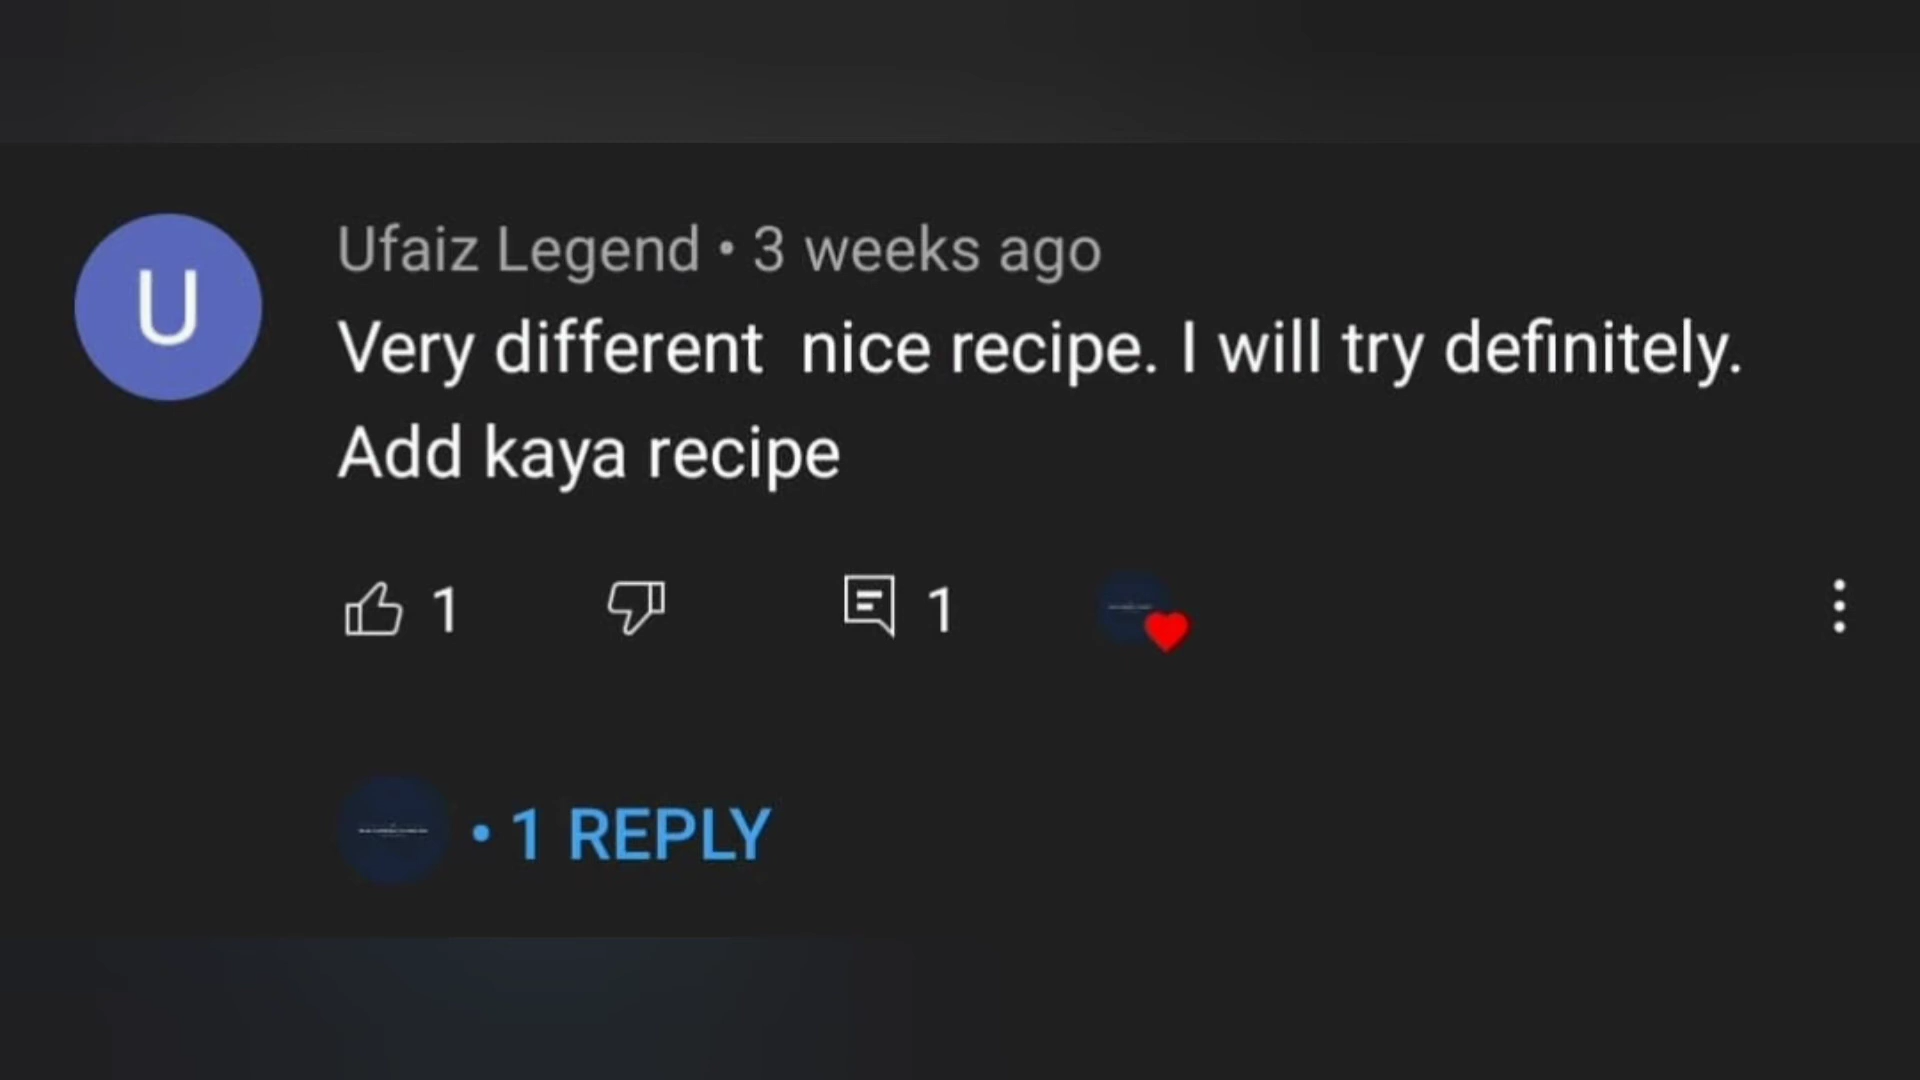 U
Ufaiz Legend • 3 weeks ago
Very different  nice recipe. I will try definitely.
Add kaya recipe
1
1
• 1 REPLY